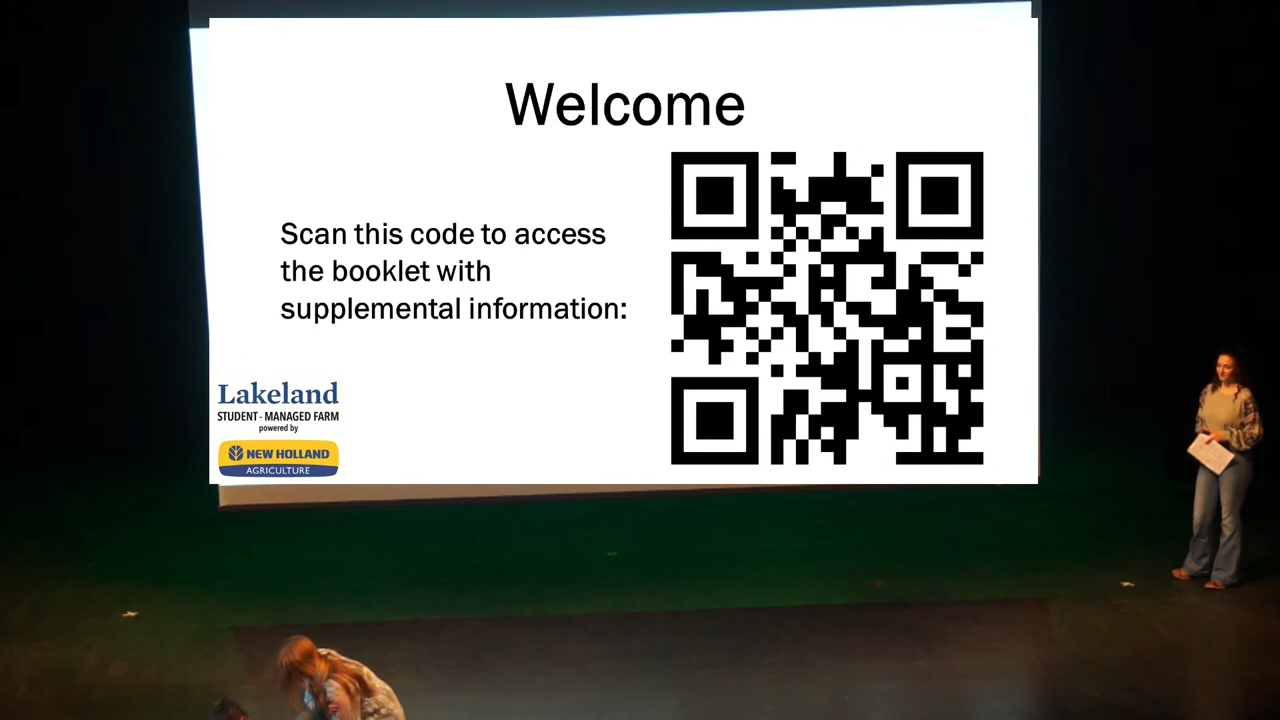 Welcome
Scan this code to access
the booklet with
supplemental information:
Lakeland
STUDENT-MANAGED FARM
powered by
NEW HOLLAND
AGRICULTURE